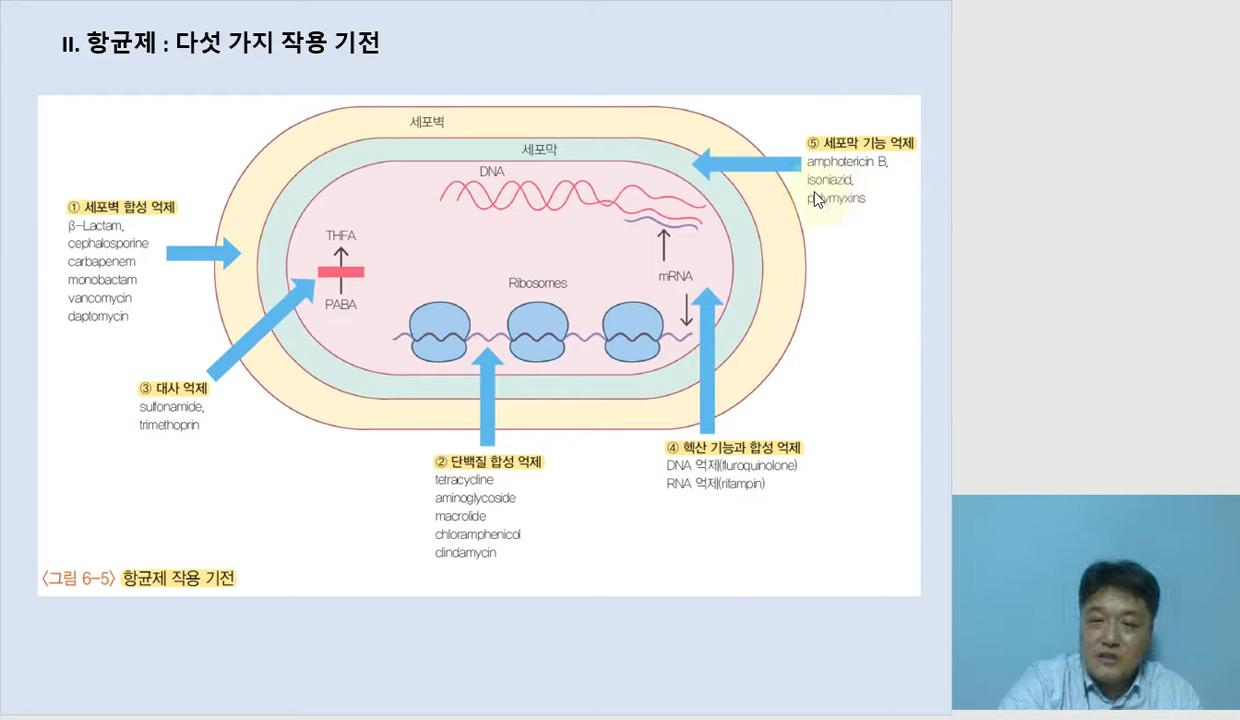 II. 항균제 : 다섯 가지 작용 기전
세포벽
세포막
DNA
⑤ 세포막 기능 억제
amphotericin B,
isoniazid,
polymyxins
① 세포벽 합성 억제
β-Lactam,
cephalosporine
carbapenem
monobactam
vancomycin
daptomycin
THFA
PABA
Ribosomes
mRNA
③ 대사 억제
sulfonamide,
trimethoprin
② 단백질 합성 억제
tetracycline
aminoglycoside
macrolide
chloramphenicol
clindamycin
④ 핵산 기능과 합성 억제
DNA 억제(fluroquinolone)
RNA 억제(rifampin)
〈그림 6-5〉 항균제 작용 기전